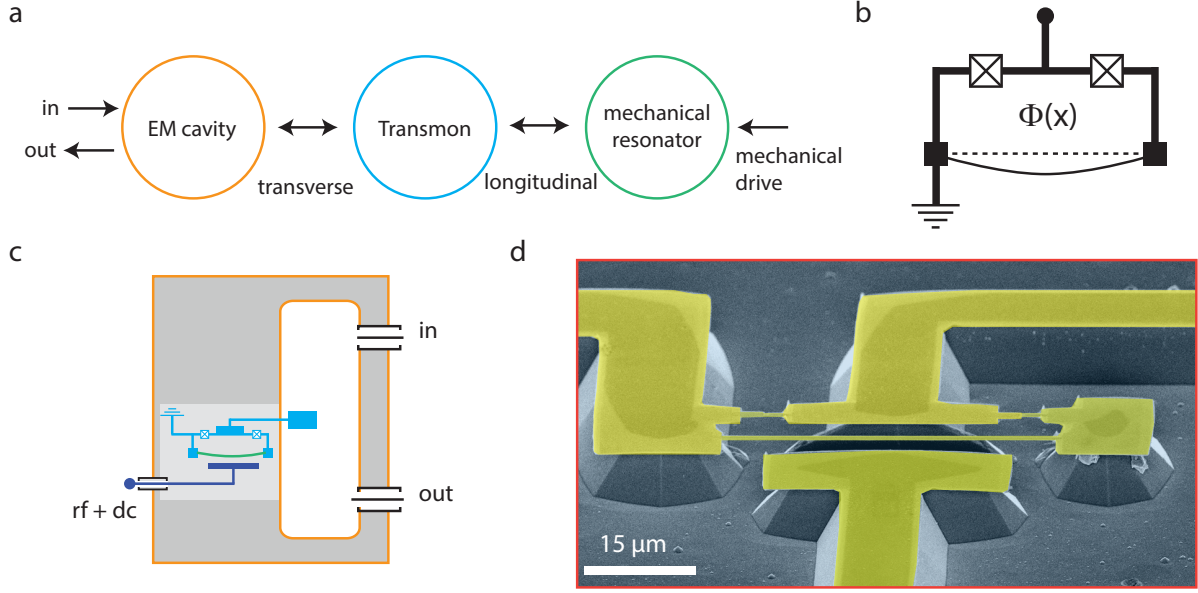 a
in
out
EM cavity
transverse
Transmon
longitudinal
mechanical
resonator
mechanical
drive
b
Φ(x)
c
in
out
rf + dc
d
15 μm